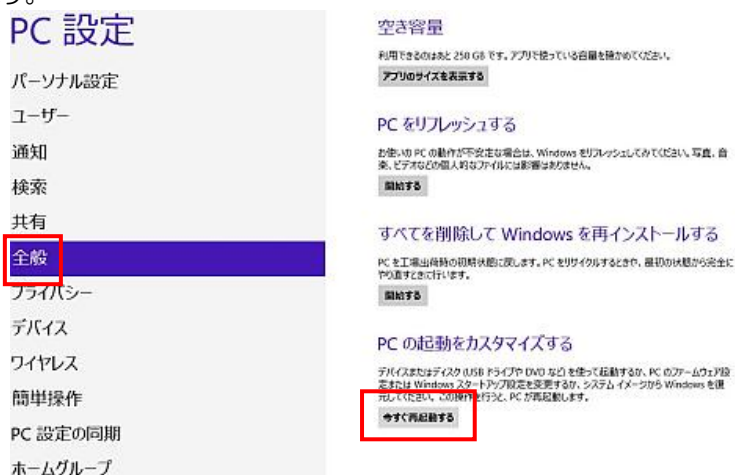 す。
PC 設定
パーソナル設定
ユーザー
通知
検索
共有
全般
プライバシー
デバイス
ワイヤレス
簡単操作
PC 設定の同期
ホームグループ
空き容量
利用できるのはあと 250 GB です。アプリで使っている容量を確かめてください。
アプリのサイズを表示する
PC をリフレッシュする
お使いの PC の動作が不安定な場合は、Windows をリフレッシュしてみてください。写真、音
楽、ビデオなどの個人的なファイルには影響はありません。
開始する
すべてを削除して Windows を再インストールする
PC を工場出荷時の初期状態に戻します。PC をリサイクルするときや、最初の状態から完全に
やり直すときに行います。
開始する
PC の起動をカスタマイズする
デバイスまたはディスク (USB ドライブや DVD など) を使って起動するか、PC のファームウェア設
定または Windows スタートアップ設定を変更するか、システム イメージから Windows を復
元してください。この操作を行うと、PC が再起動します。
今すぐ再起動する